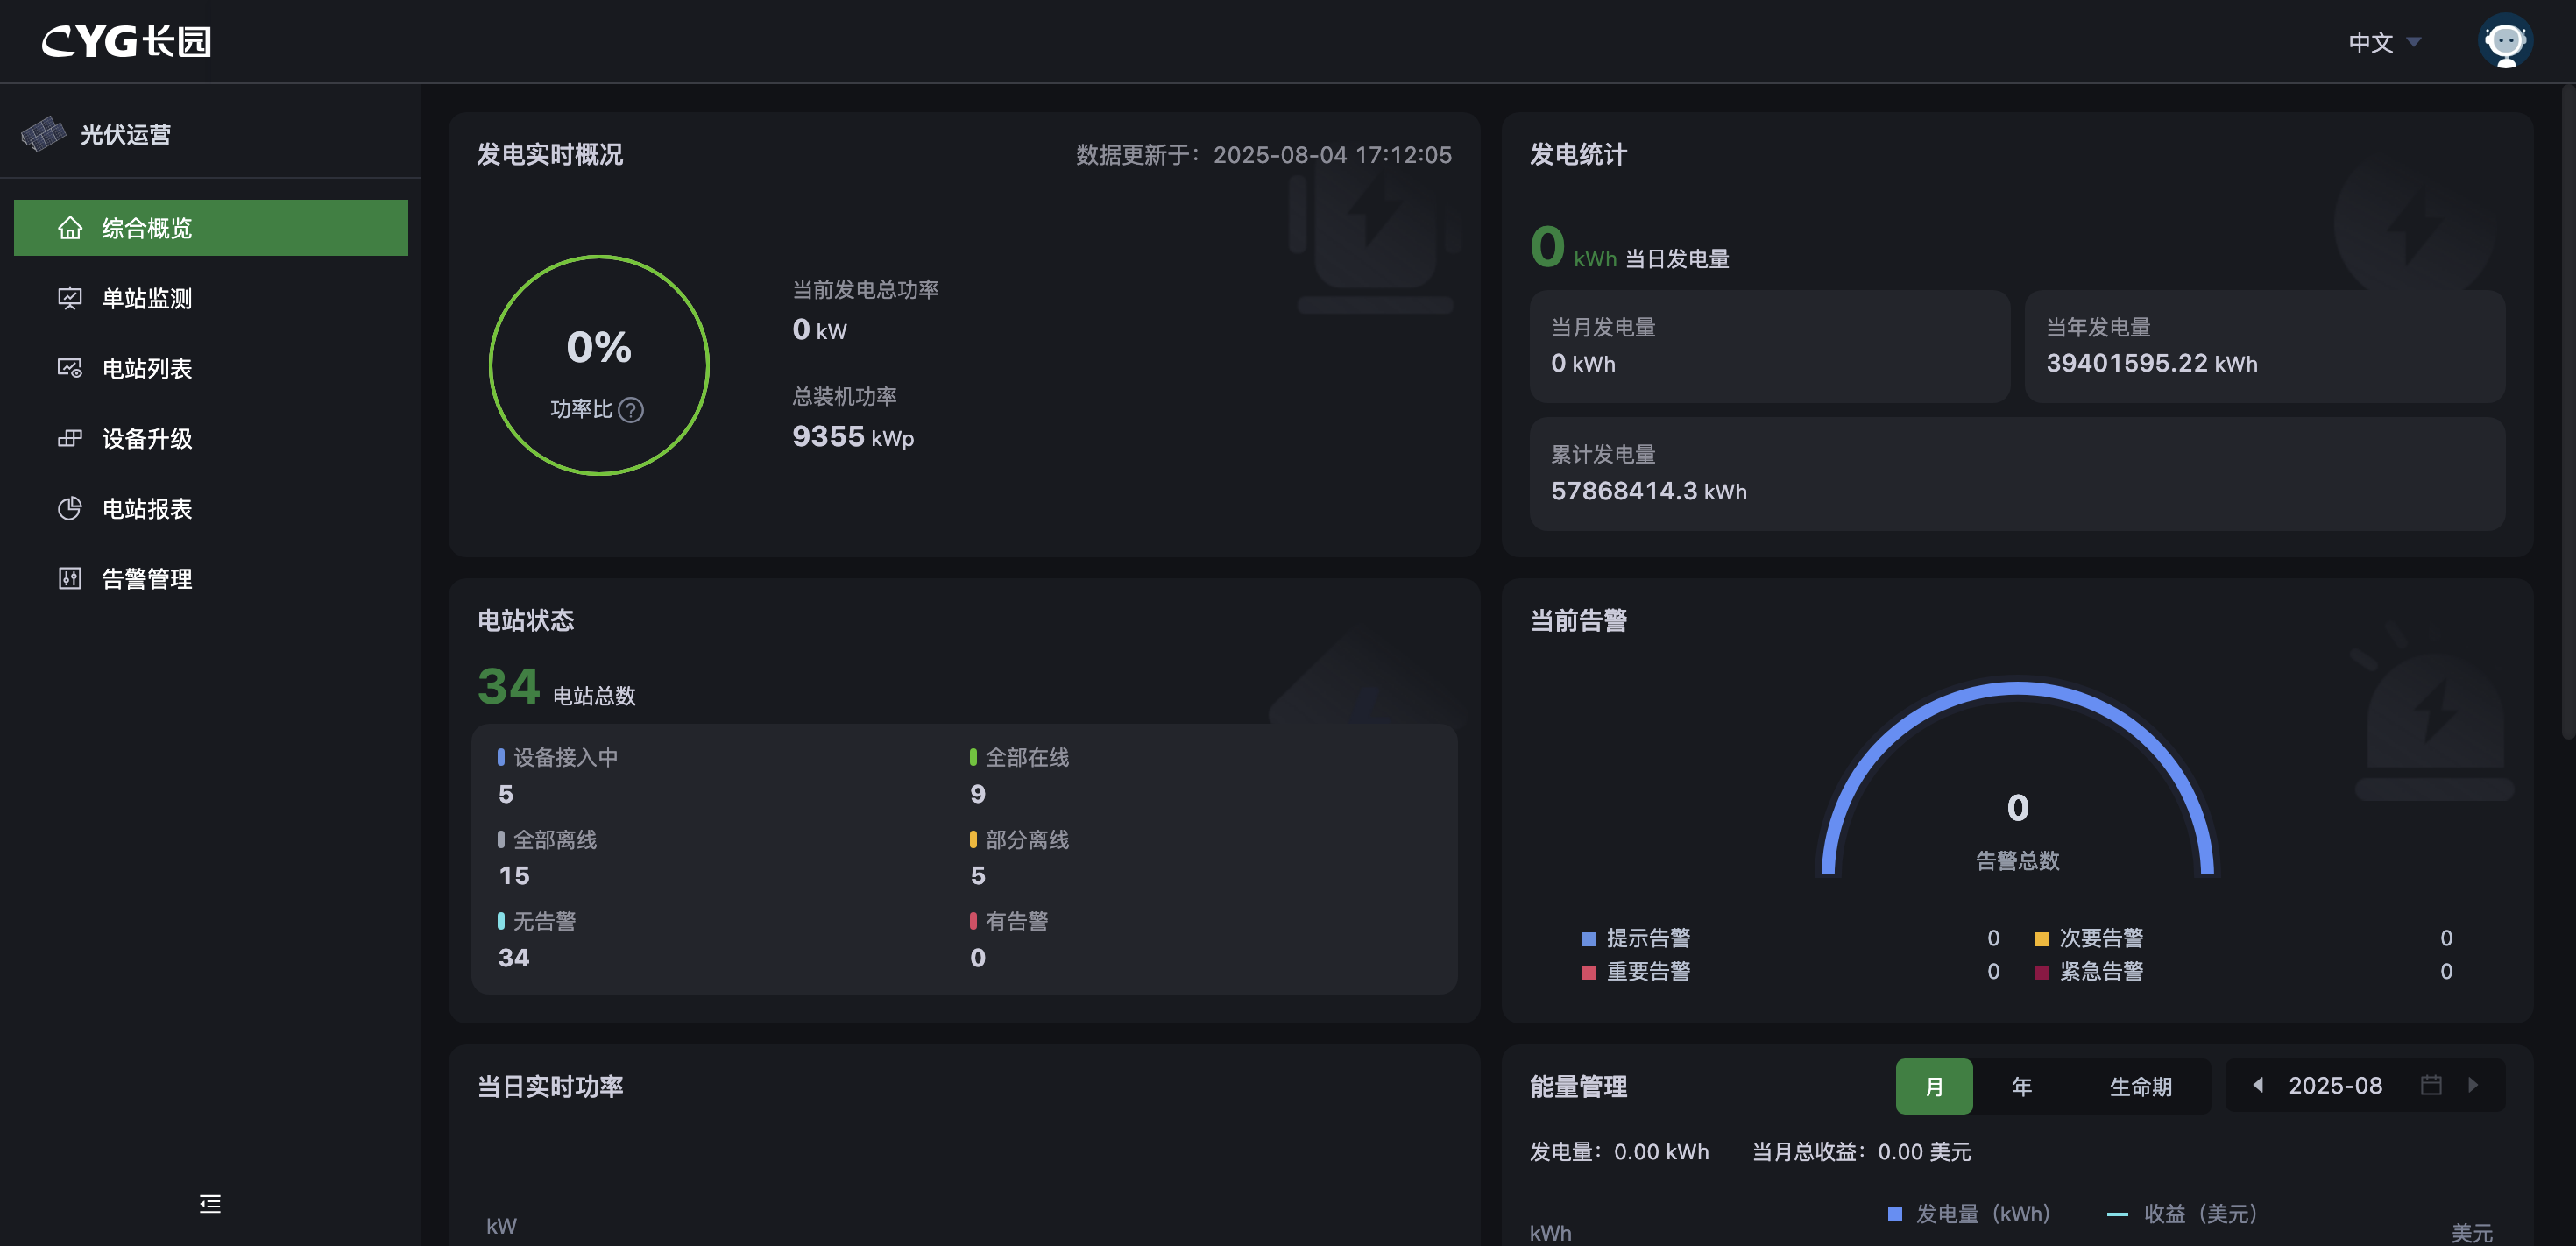 CYG长园
中文
光伏运营
综合概览
单站监测
电站列表
设备升级
电站报表
告警管理
发电实时概况
数据更新于：2025-08-04 17:12:05
0%
功率比
当前发电总功率
0 kW
总装机功率
9355 kWp
发电统计
0 kWh 当日发电量
当月发电量
0 kWh
当年发电量
39401595.22 kWh
累计发电量
57868414.3 kWh
电站状态
34 电站总数
设备接入中
5
全部在线
9
全部离线
15
部分离线
5
无告警
34
有告警
0
当前告警
0
告警总数
提示告警 0
次要告警 0
重要告警 0
紧急告警 0
当日实时功率
kW
能量管理
月 年 生命期
2025-08
发电量：0.00 kWh 当月总收益：0.00 美元
发电量（kWh） 收益（美元）
kWh
美元